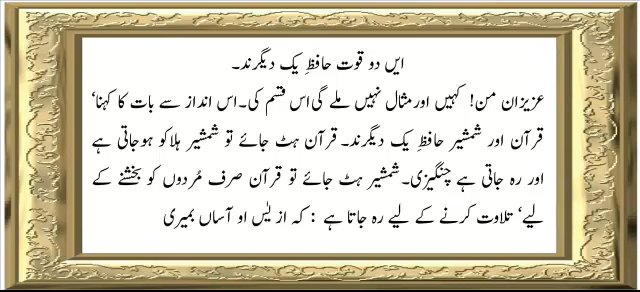 ایں دو قوت حافظِ یک دیگرند۔
عزیزان من! کہیں اور مثال نہیں ملے گی اس قسم کی۔ اس انداز سے بات کا کہنا‘
قرآن اور شمشیر حافظِ یک دیگرند۔ قرآن ہٹ جائے تو شمشیر ہلاکو ہوجاتی ہے
اور رہ جاتی ہے چنگیزی۔ شمشیر ہٹ جائے تو قرآن صرف مُردوں کو بخشنے کے
لیے‘ تلاوت کرنے کے لیے رہ جاتا ہے : کہ از یٰس او آساں بمیری